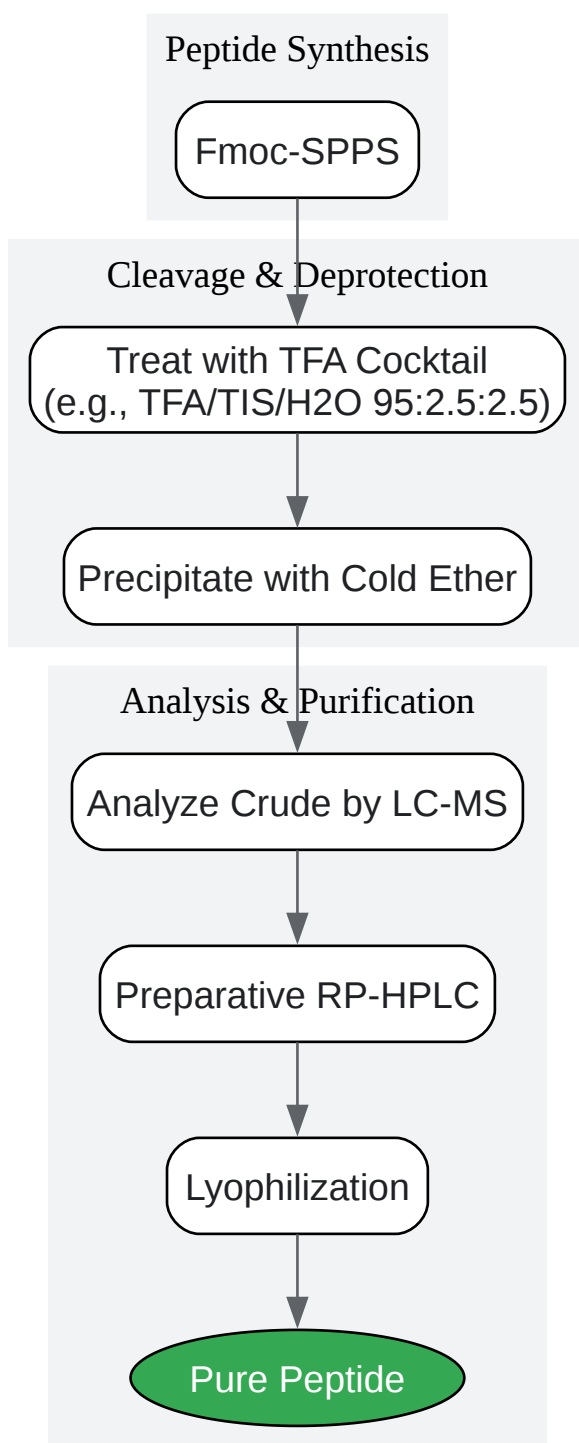 Peptide Synthesis
Fmoc-SPPS
Cleavage & Deprotection
Treat with TFA Cocktail
(e.g., TFA/TIS/H2O 95:2.5:2.5)
Precipitate with Cold Ether
Analysis & Purification
Analyze Crude by LC-MS
Preparative RP-HPLC
Lyophilization
Pure Peptide